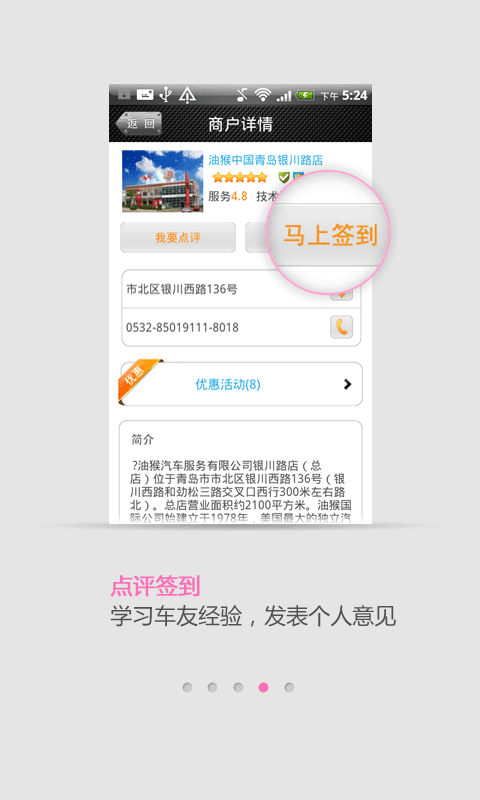 下午 5:24
返 回
商户详情
油猴中国青岛银川路店
服务4.8 技术
我要点评
马上签到
市北区银川西路136号
0532-85019111-8018
优惠
优惠活动(8)
简介
?油猴汽车服务有限公司银川路店（总
店）位于青岛市市北区银川西路136号（银
川西路和劲松三路交叉口西行300米左右路
北）。总店营业面积约2100平方米。油猴国
际公司始建立于1978年，美国最大的独立汽
点评签到
学习车友经验，发表个人意见